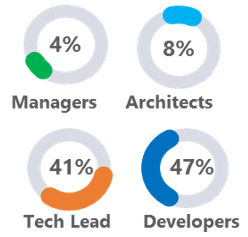 4%
8%
Managers
Architects
41%
47%
Tech Lead
Developers